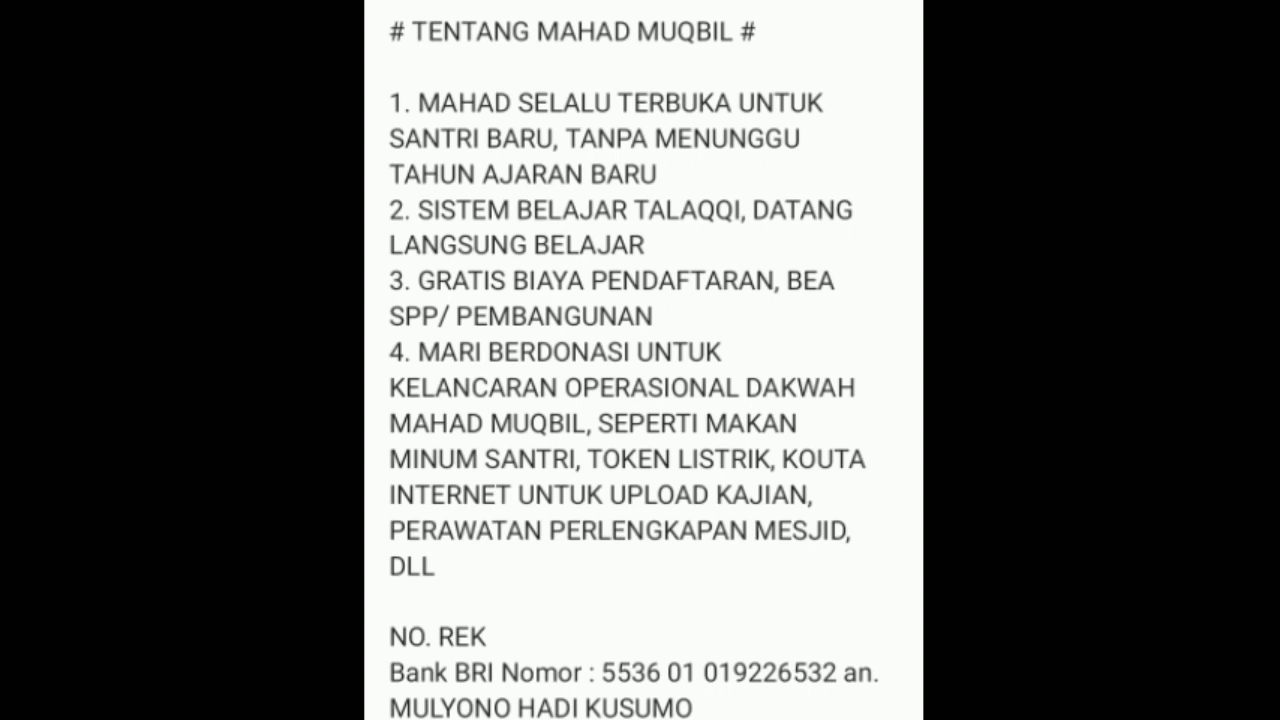 # TENTANG MAHAD MUQBIL #
1. MAHAD SELALU TERBUKA UNTUK
SANTRI BARU, TANPA MENUNGGU
TAHUN AJARAN BARU
2. SISTEM BELAJAR TALAQQI, DATANG
LANGSUNG BELAJAR
3. GRATIS BIAYA PENDAFTARAN, BEA
SPP/ PEMBANGUNAN
4. MARI BERDONASI UNTUK
KELANCARAN OPERASIONAL DAKWAH
MAHAD MUQBIL, SEPERTI MAKAN
MINUM SANTRI, TOKEN LISTRIK, KOUTA
INTERNET UNTUK UPLOAD KAJIAN,
PERAWATAN PERLENGKAPAN MESJID,
DLL
NO. REK
Bank BRI Nomor : 5536 01 019226532 an.
MULYONO HADI KUSUMO